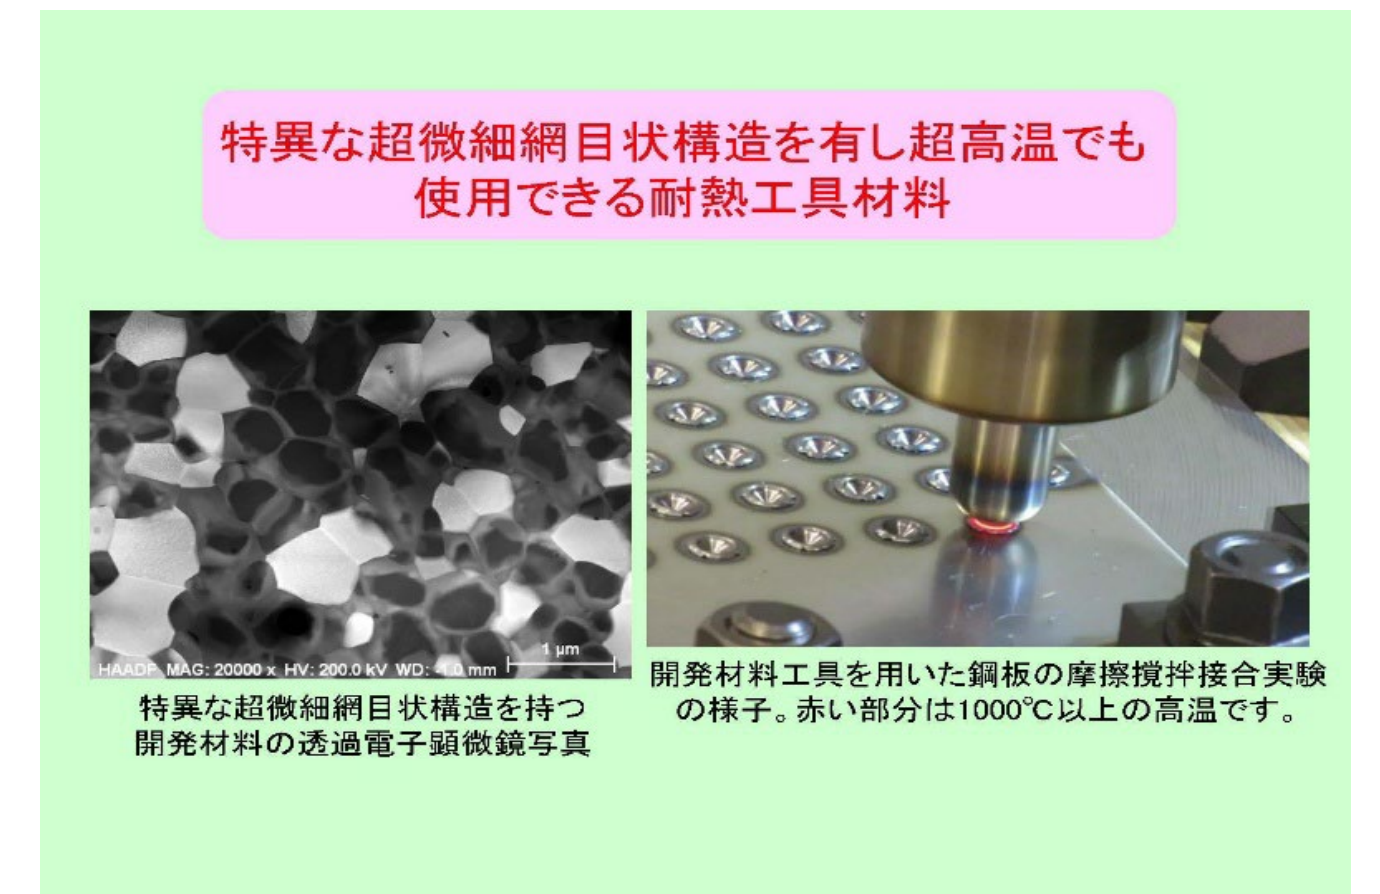 特異な超微細網目状構造を有し超高温でも
使用できる耐熱工具材料
HAADF MAG: 20000 x HV: 200.0 kV WD: -1.0 mm
1 µm
特異な超微細網目状構造を持つ
開発材料の透過電子顕微鏡写真
開発材料工具を用いた鋼板の摩擦撹拌接合実験
の様子。赤い部分は1000℃以上の高温です。